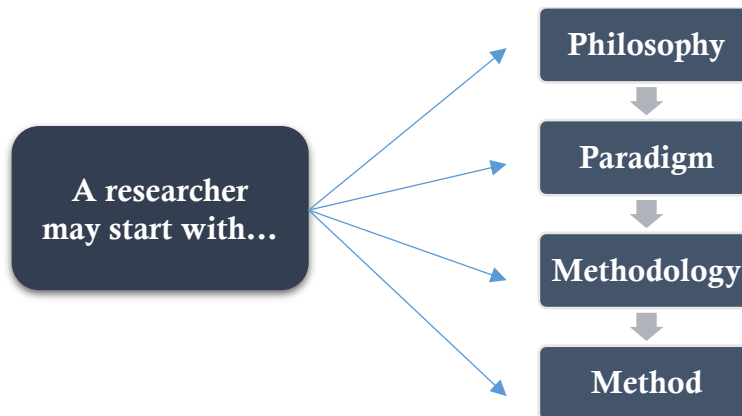 A researcher
may start with…
Philosophy
Paradigm
Methodology
Method